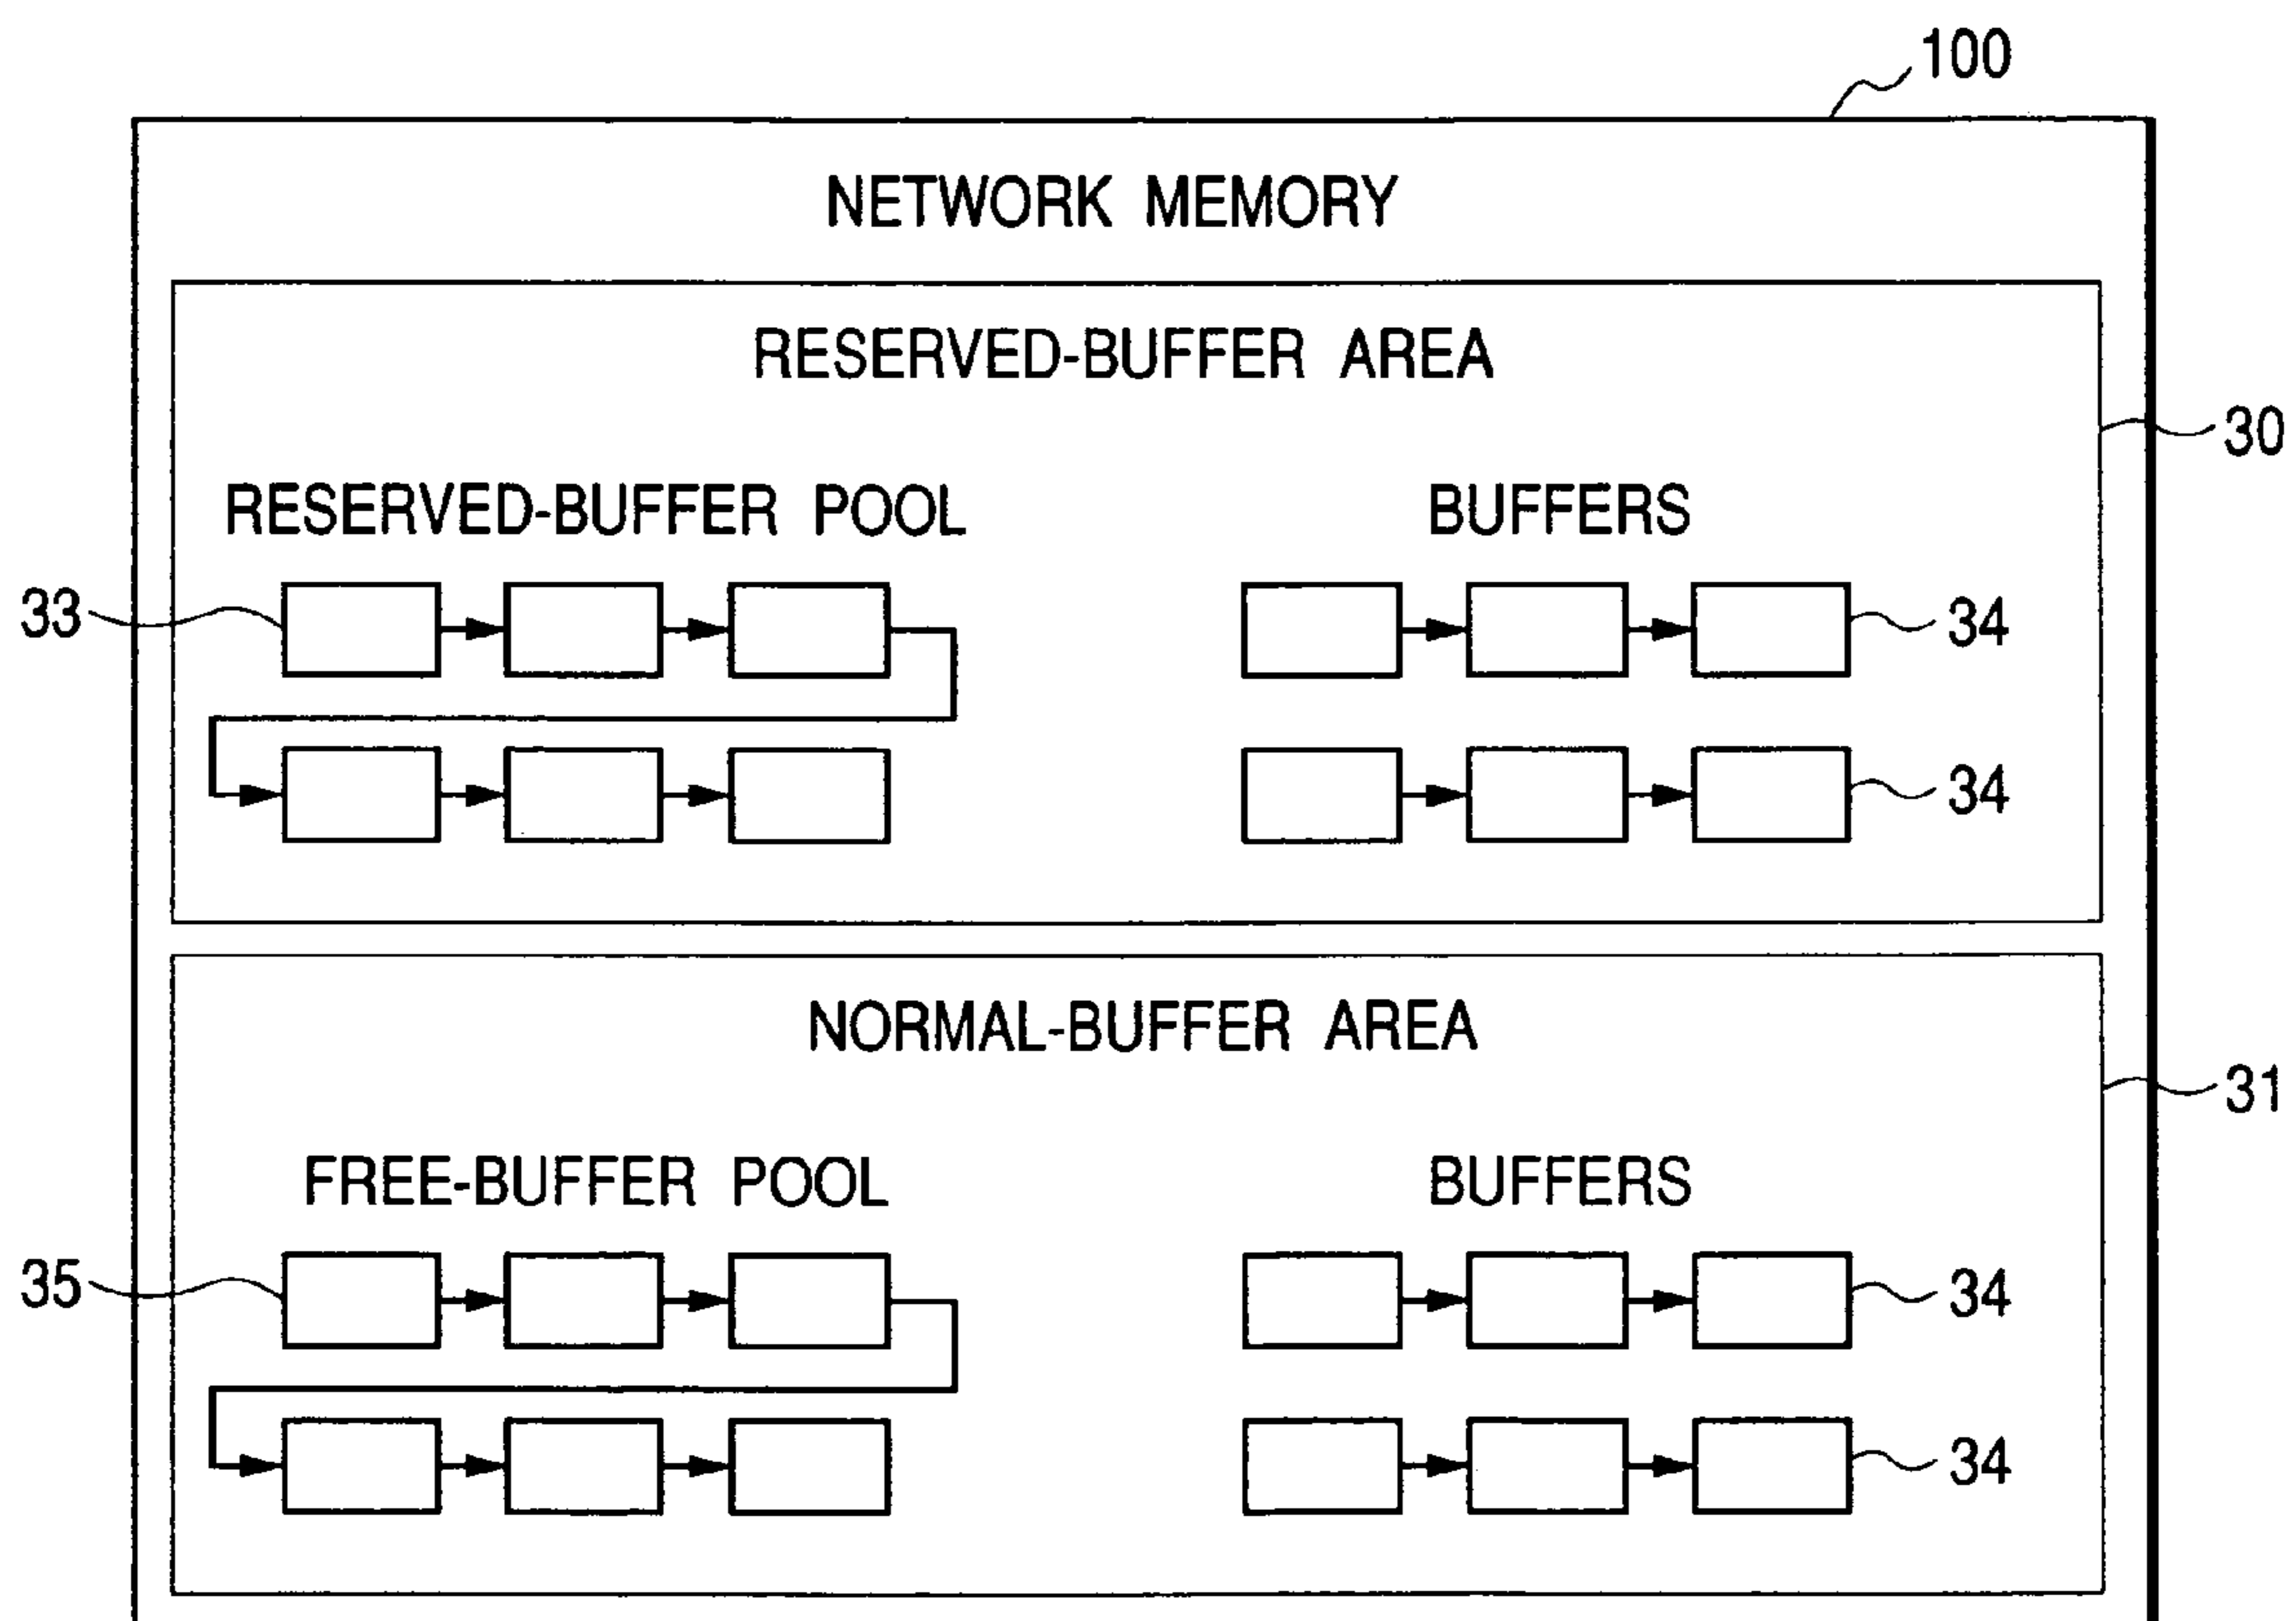 100
NETWORK MEMORY
RESERVED-BUFFER AREA
30
RESERVED-BUFFER POOL
BUFFERS
33
34
34
NORMAL-BUFFER AREA
31
FREE-BUFFER POOL
BUFFERS
35
34
34